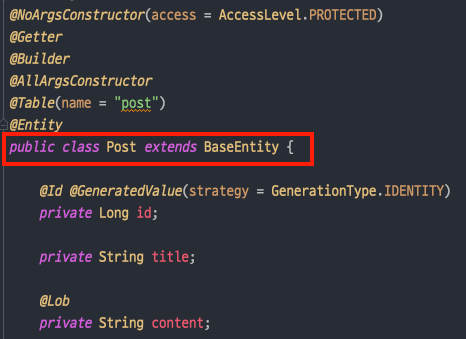 @NoArgsConstructor(access = AccessLevel.PROTECTED)
@Getter
@Builder
@AllArgsConstructor
@Table(name = "post")
@Entity
public class Post extends BaseEntity {
@Id @GeneratedValue(strategy = GenerationType.IDENTITY)
private Long id;
private String title;
@Lob
private String content;